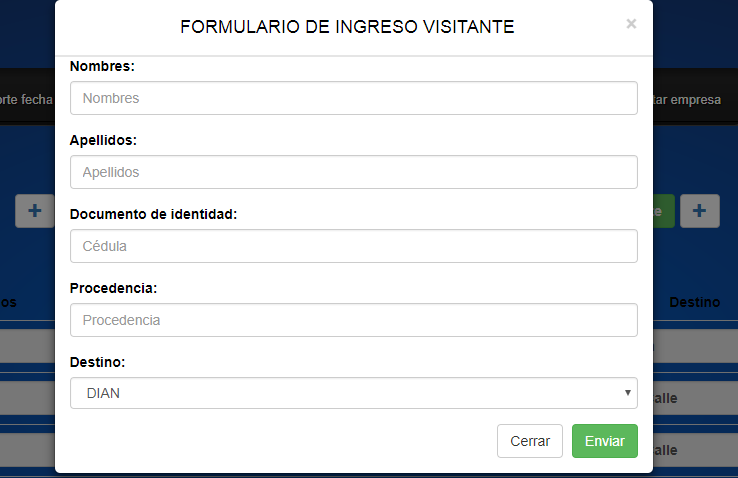 FORMULARIO DE INGRESO VISITANTE ×
Nombres:
Nombres
rte fecha
tar empresa
Apellidos:
Apellidos
Documento de identidad:
Cédula
Procedencia:
os
Destino
Procedencia
Destino:
DIAN
alle
Cerrar
Enviar
alle